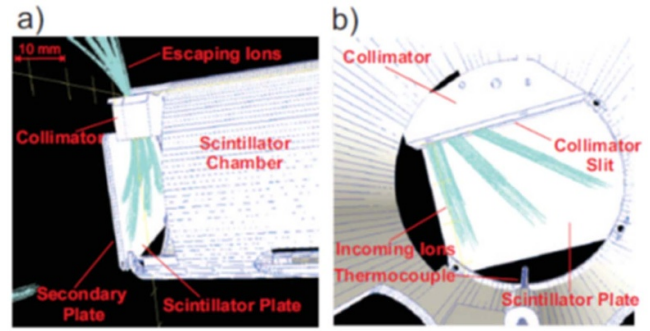 a)
10 mm
Escaping Ions
Collimator
Scintillator
Chamber
Secondary
Plate
Scintillator Plate
b)
Collimator
Collimator
Slit
Incoming Ions
Thermocouple
Scintillator Plate